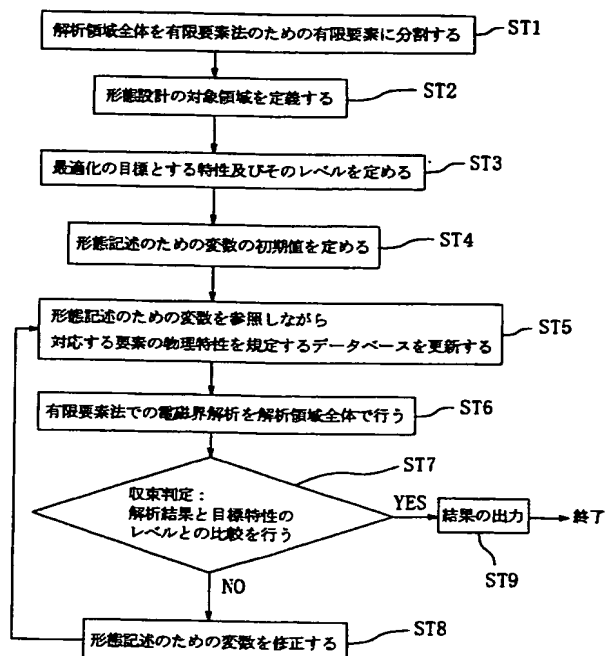 解析領域全体を有限要素法のための有限要素に分割する
ST1
形態設計の対象領域を定義する
ST2
最適化の目標とする特性及びそのレベルを定める
ST3
形態記述のための変数の初期値を定める
ST4
形態記述のための変数を参照しながら
対応する要素の物理特性を規定するデータベースを更新する
ST5
有限要素法での電磁界解析を解析領域全体で行う
ST6
収束判定:
解析結果と目標特性の
レベルとの比較を行う
ST7
YES
結果の出力
終了
ST9
NO
形態記述のための変数を修正する
ST8